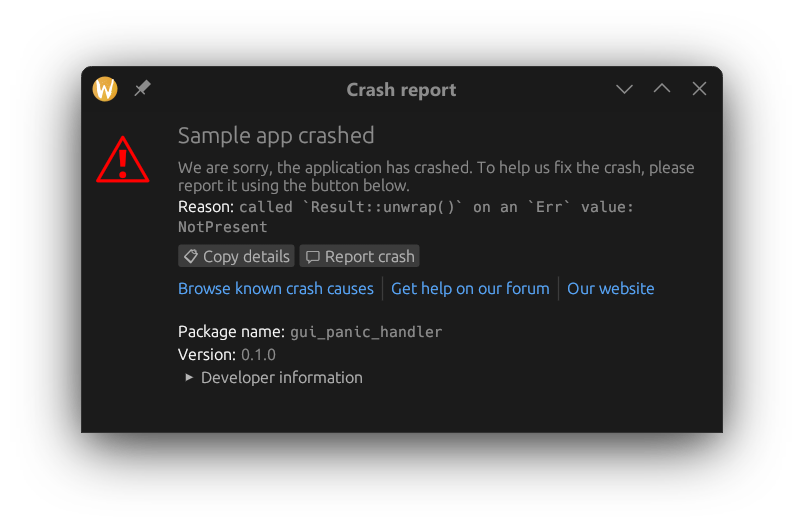 Crash report
Sample app crashed
We are sorry, the application has crashed. To help us fix the crash, please
report it using the button below.
Reason: called `Result::unwrap()` on an `Err` value:
NotPresent
Copy details Report crash
Browse known crash causes Get help on our forum Our website
Package name: gui_panic_handler
Version: 0.1.0
Developer information